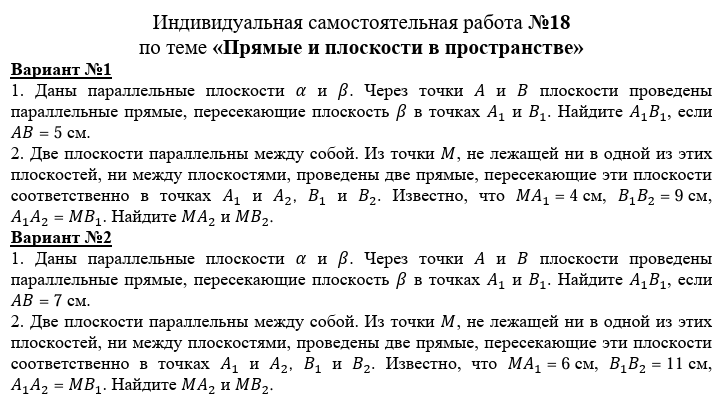 Индивидуальная самостоятельная работа №18
по теме «Прямые и плоскости в пространстве»
Вариант №1
1. Даны параллельные плоскости α и β. Через точки A и B плоскости проведены
параллельные прямые, пересекающие плоскость β в точках A₁ и B₁. Найдите A₁B₁, если
AB = 5 см.
2. Две плоскости параллельны между собой. Из точки M, не лежащей ни в одной из этих
плоскостей, ни между плоскостями, проведены две прямые, пересекающие эти плоскости
соответственно в точках A₁ и A₂, B₁ и B₂. Известно, что MA₁ = 4 см, B₁B₂ = 9 см,
A₁A₂ = MB₁. Найдите MA₂ и MB₂.
Вариант №2
1. Даны параллельные плоскости α и β. Через точки A и B плоскости проведены
параллельные прямые, пересекающие плоскость β в точках A₁ и B₁. Найдите A₁B₁, если
AB = 7 см.
2. Две плоскости параллельны между собой. Из точки M, не лежащей ни в одной из этих
плоскостей, ни между плоскостями, проведены две прямые, пересекающие эти плоскости
соответственно в точках A₁ и A₂, B₁ и B₂. Известно, что MA₁ = 6 см, B₁B₂ = 11 см,
A₁A₂ = MB₁. Найдите MA₂ и MB₂.